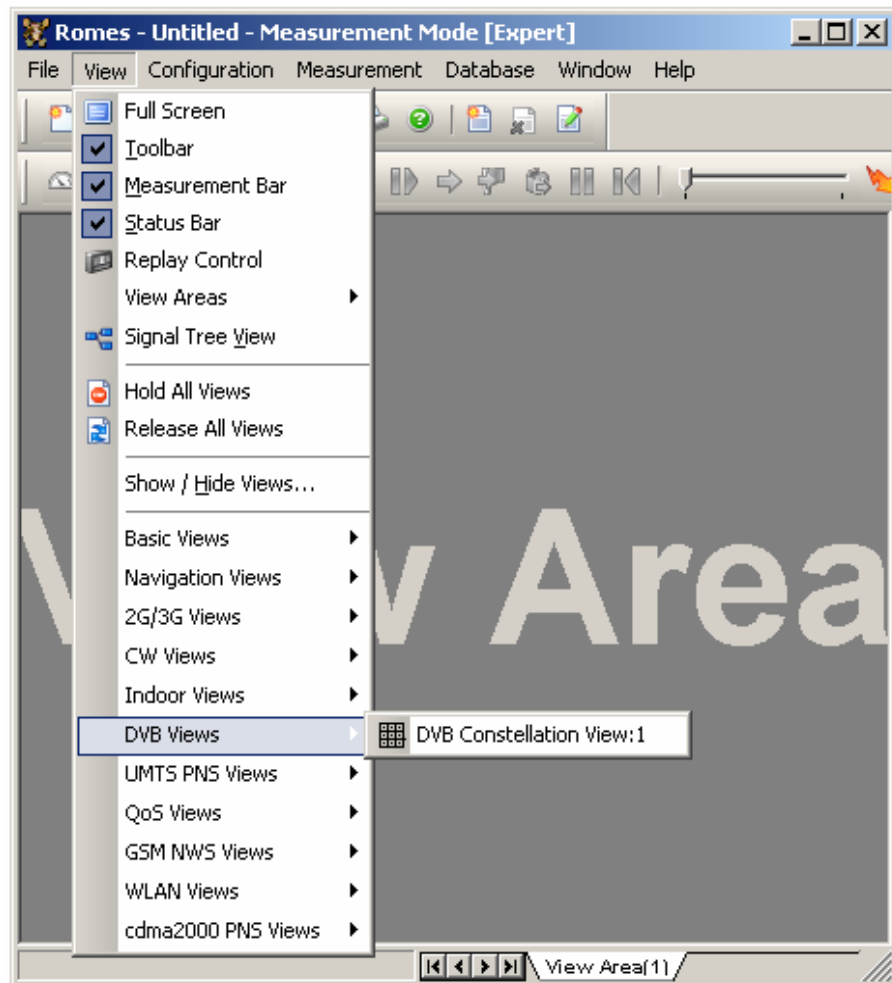 Romes - Untitled - Measurement Mode [Expert]
File View Configuration Measurement Database Window Help
Full Screen
Toolbar
Measurement Bar
Status Bar
Replay Control
View Areas
Signal Tree View
Hold All Views
Release All Views
Show / Hide Views...
Basic Views
Navigation Views
2G/3G Views
CW Views
Indoor Views
DVB Views
DVB Constellation View:1
UMTS PNS Views
QoS Views
GSM NWS Views
WLAN Views
cdma2000 PNS Views
Area
View Area(1)